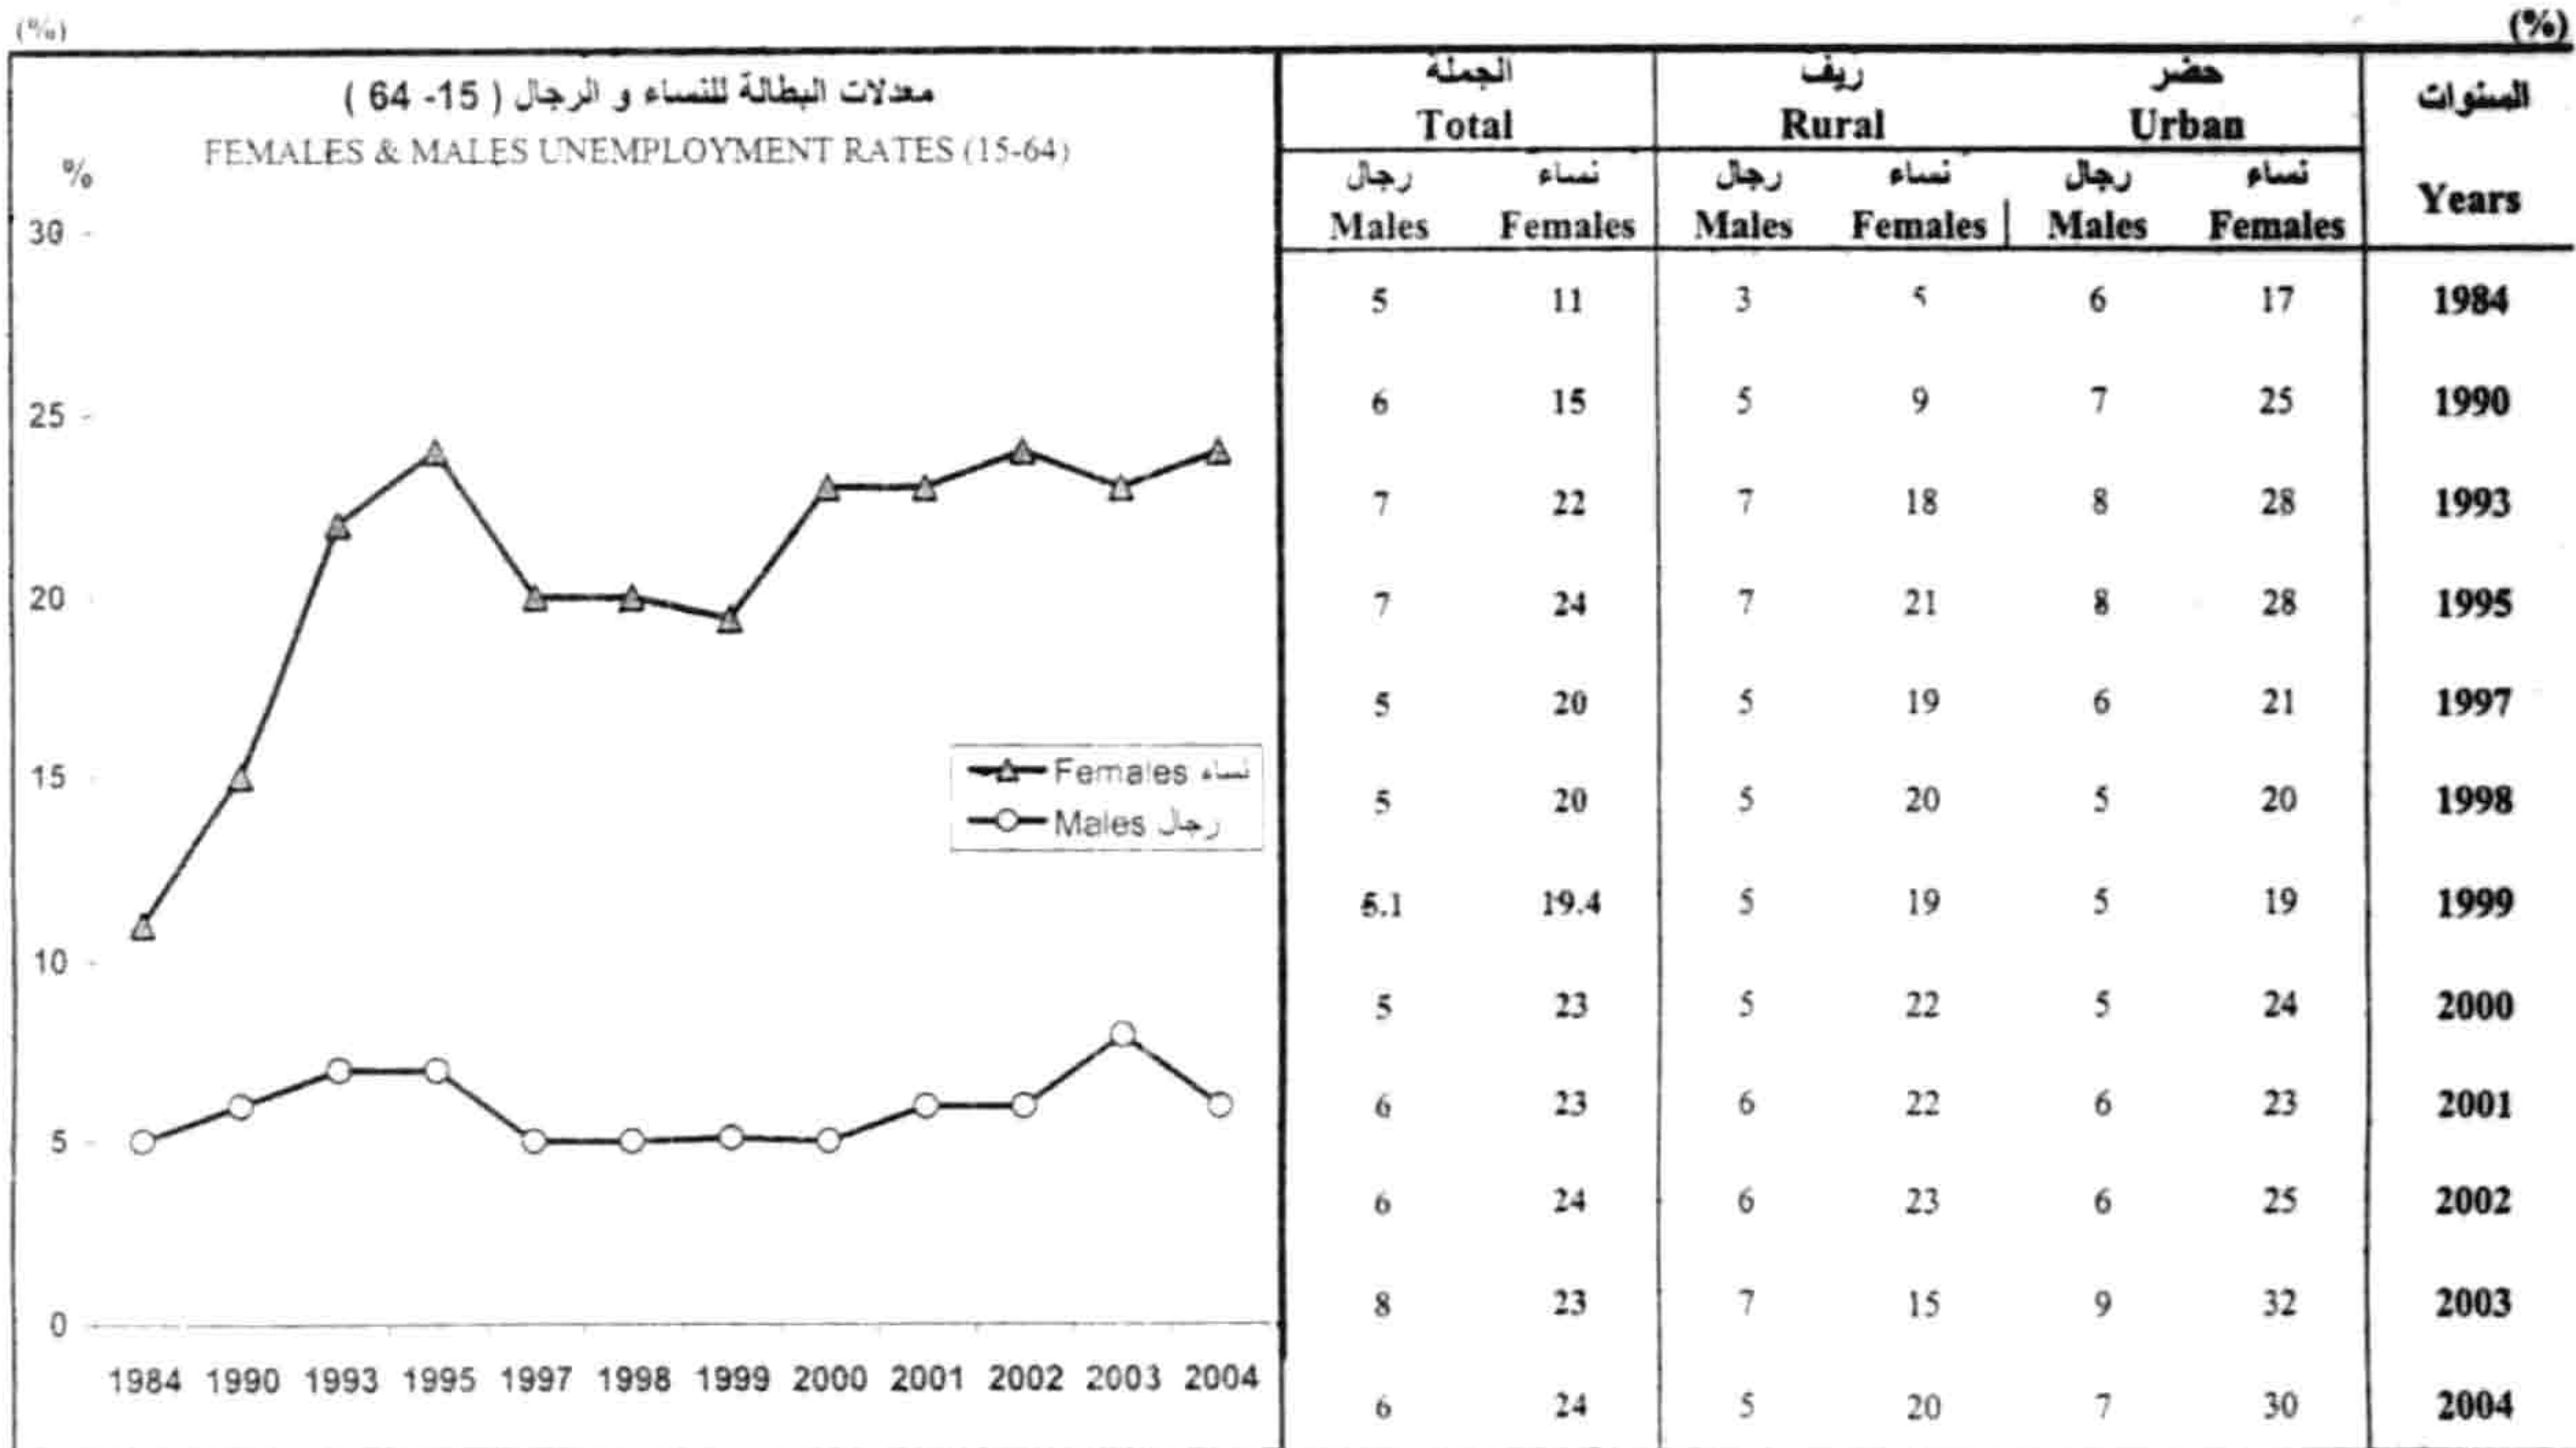 (%)
(%)
معدلات البطالة للنساء و الرجال ( 15- 64 )
FEMALES & MALES UNEMPLOYMENT RATES (15-64)
%
30
25
20
15
10
5
0
1984 1990 1993 1995 1997 1998 1999 2000 2001 2002 2003 2004
Females نساء
Males رجال
الجملة ريف حضر السنوات
Total Rural Urban
رجال نساء رجال نساء رجال نساء
Males Females Males Females Males Females Years
5 11 3 5 6 17 1984
6 15 5 9 7 25 1990
7 22 7 18 8 28 1993
7 24 7 21 8 28 1995
5 20 5 19 6 21 1997
5 20 5 20 5 20 1998
5.1 19.4 5 19 5 19 1999
5 23 5 22 5 24 2000
6 23 6 22 6 23 2001
6 24 6 23 6 25 2002
8 23 7 15 9 32 2003
6 24 5 20 7 30 2004